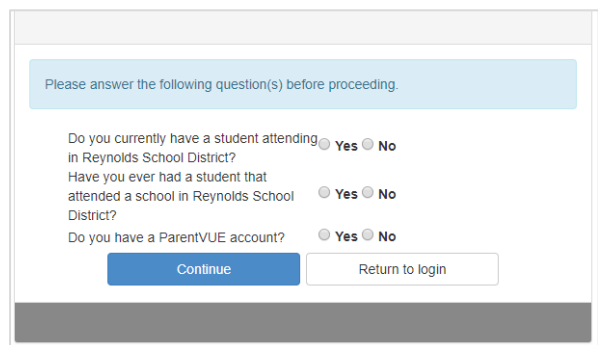 Please answer the following question(s) before proceeding.
Do you currently have a student attending
in Reynolds School District?
Yes No
Have you ever had a student that
attended a school in Reynolds School
District?
Yes No
Do you have a ParentVUE account?
Yes No
Continue
Return to login